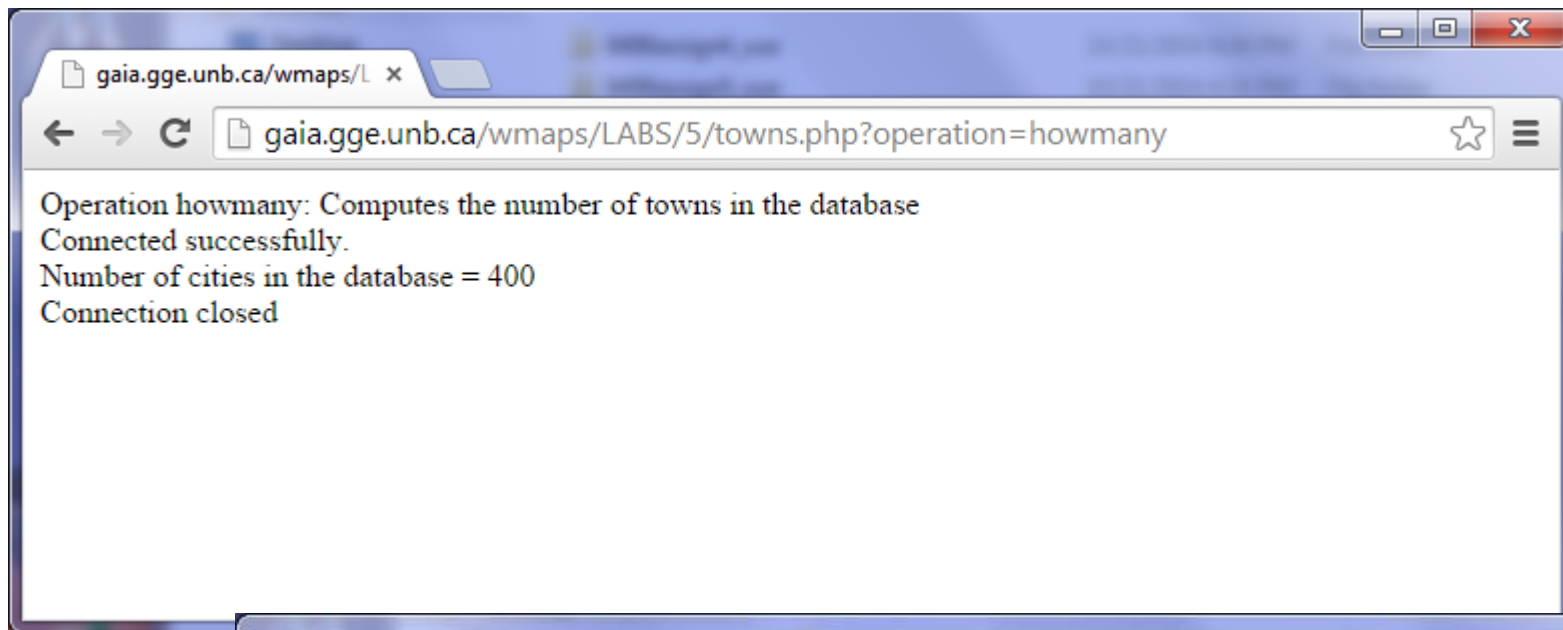 gaia.gge.unb.ca/wmaps/L
gaia.gge.unb.ca/wmaps/LABS/5/towns.php?operation=howmany
Operation howmany: Computes the number of towns in the database
Connected successfully.
Number of cities in the database = 400
Connection closed